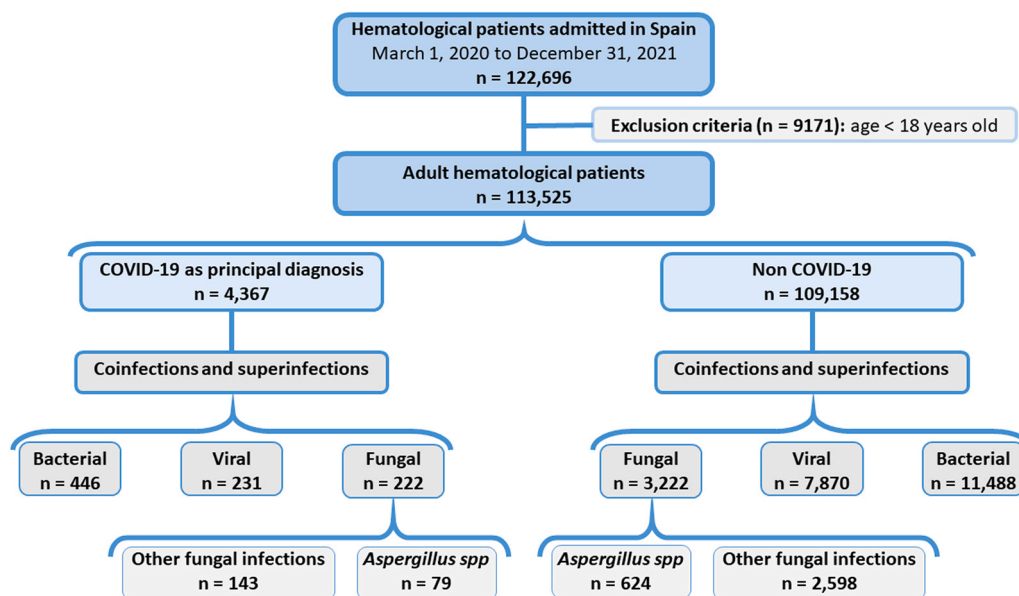 Hematological patients admitted in Spain
March 1, 2020 to December 31, 2021
n = 122,696
Exclusion criteria (n = 9171): age < 18 years old
Adult hematological patients
n = 113,525
COVID-19 as principal diagnosis
n = 4,367
Non COVID-19
n = 109,158
Coinfections and superinfections
Coinfections and superinfections
Bacterial
n = 446
Viral
n = 231
Fungal
n = 222
Fungal
n = 3,222
Viral
n = 7,870
Bacterial
n = 11,488
Other fungal infections
n = 143
Aspergillus spp
n = 79
Aspergillus spp
n = 624
Other fungal infections
n = 2,598